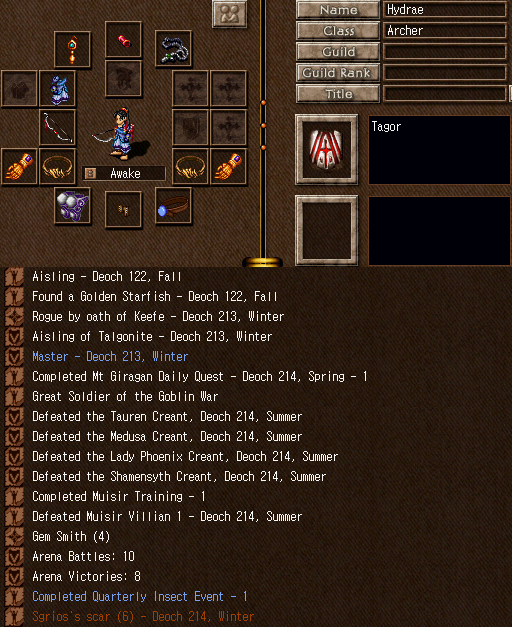 Name Hydrae
Class Archer
Guild
Guild Rank
Title
Tagor
Awake
Aisling - Deoch 122, Fall
Found a Golden Starfish - Deoch 122, Fall
Rogue by oath of Keefe - Deoch 213, Winter
Aisling of Talgonite - Deoch 213, Winter
Master - Deoch 213, Winter
Completed Mt Giragan Daily Quest - Deoch 214, Spring - 1
Great Soldier of the Goblin War
Defeated the Tauren Creant, Deoch 214, Summer
Defeated the Medusa Creant, Deoch 214, Summer
Defeated the Lady Phoenix Creant, Deoch 214, Summer
Defeated the Shamensyth Creant, Deoch 214, Summer
Completed Muisir Training - 1
Defeated Muisir Villian 1 - Deoch 214, Summer
Gem Smith (4)
Arena Battles: 10
Arena Victories: 8
Completed Quarterly Insect Event - 1
Sgrios's scar (6) - Deoch 214, Winter